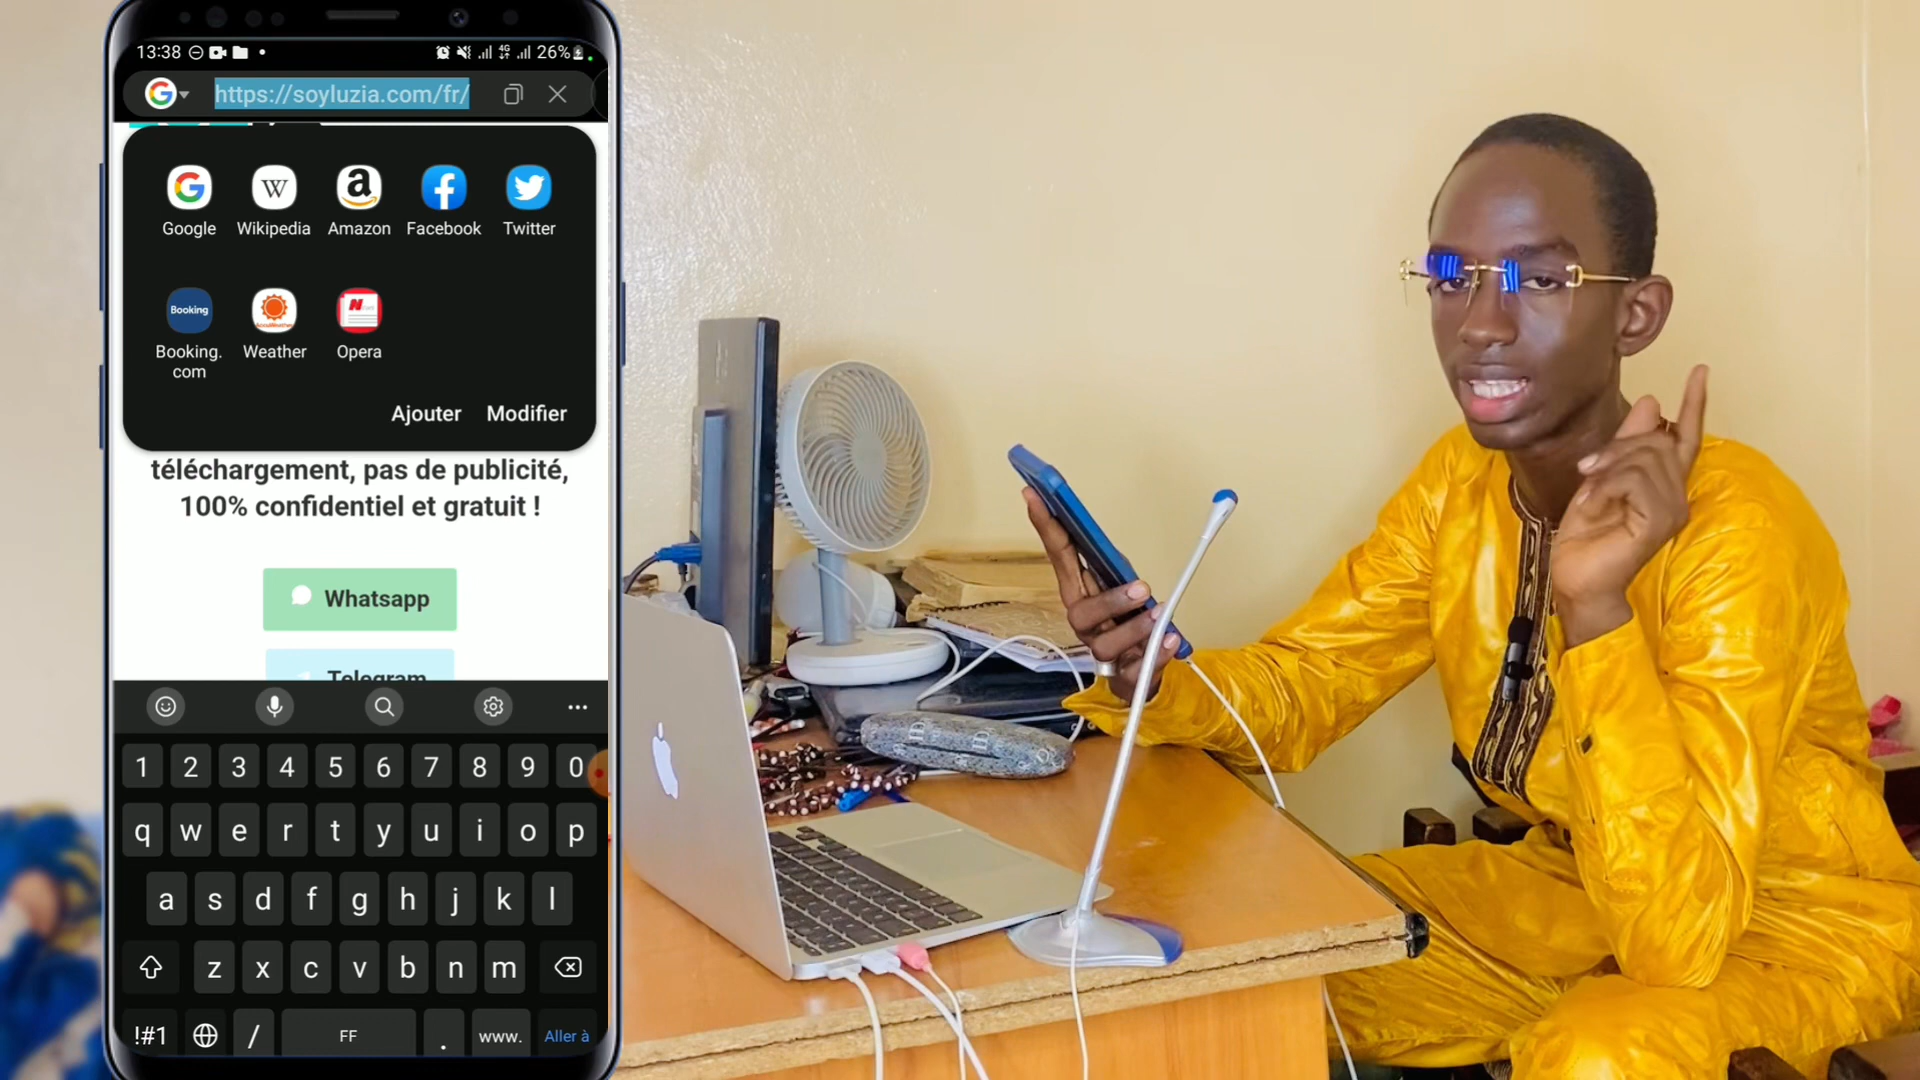 13:38
4G
26%
https://soyluzia.com/fr/
Google
Wikipedia
Amazon
Facebook
Twitter
Booking
Booking.
com
Weather
Opera
Ajouter
Modifier
téléchargement, pas de publicité,
100% confidentiel et gratuit !
Whatsapp
Telegram
1 2 3 4 5 6 7 8 9 0
q w e r t y u i o p
a s d f g h j k l
z x c v b n m
!#1 / FF . www. Aller à